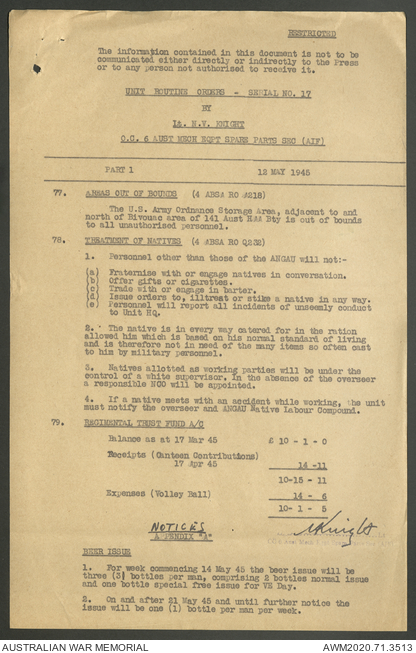 RESTRICTED
The information contained in this document is not to be
communicated either directly or indirectly to the Press
or to any person not authorised to receive it.
UNIT ROUTINE ORDERS - SERIAL NO. 17
BY
Lt. H.V. KNIGHT
O.C. 6 AUST MECH EQPT SPARE PARTS SEC (AIF)
PART 1 12 MAY 1945
77. AREAS OUT OF BOUNDS (4 ABSA RO A218)
The U.S. Army Ordnance Storage Area, adjacent to and
north of Bivouac area of 141 Aust HAA Bty is out of bounds
to all unauthorised personnel.
78. TREATMENT OF NATIVES (4 ABSA RO Q232)
1. Personnel other than those of the ANGAU will not:-
(a) Fraternise with or engage natives in conversation.
(b) Offer gifts or cigarettes.
(c) Trade with or engage in barter.
(d) Issue orders to, illtreat or strike a native in any way.
(e) Personnel will report all incidents of unseemly conduct
to Unit HQ.
2. The native is in every way catered for in the ration
allowed him which is based on his normal standard of living
and is therefore not in need of the many items so often cast
to him by military personnel.
3. Natives allotted as working parties will be under the
control of a white supervisor. In the absence of the overseer
a responsible NCO will be appointed.
4. If a native meets with an accident while working, the unit
must notify the overseer and ANGAU Native Labour Compound.
79. REGIMENTAL TRUST FUND A/C
Balance as at 17 Mar 45 £ 10 - 1 - 0
Receipts (Canteen Contributions)
17 Apr 45 14 -11
10-15 - 11
Expenses (Volley Ball) 14 - 6
10- 1 - 5
NOTICES
APPENDIX "A"
HKnight
BEER ISSUE
1. For week commencing 14 May 45 the beer issue will be
three (3) bottles per man, comprising 2 bottles normal issue
and one bottle special free issue for VE Day.
2. On and after 21 May 45 and until further notice the
issue will be one (1) bottle per man per week.
AUSTRALIAN WAR MEMORIAL AWM2020.71.3513